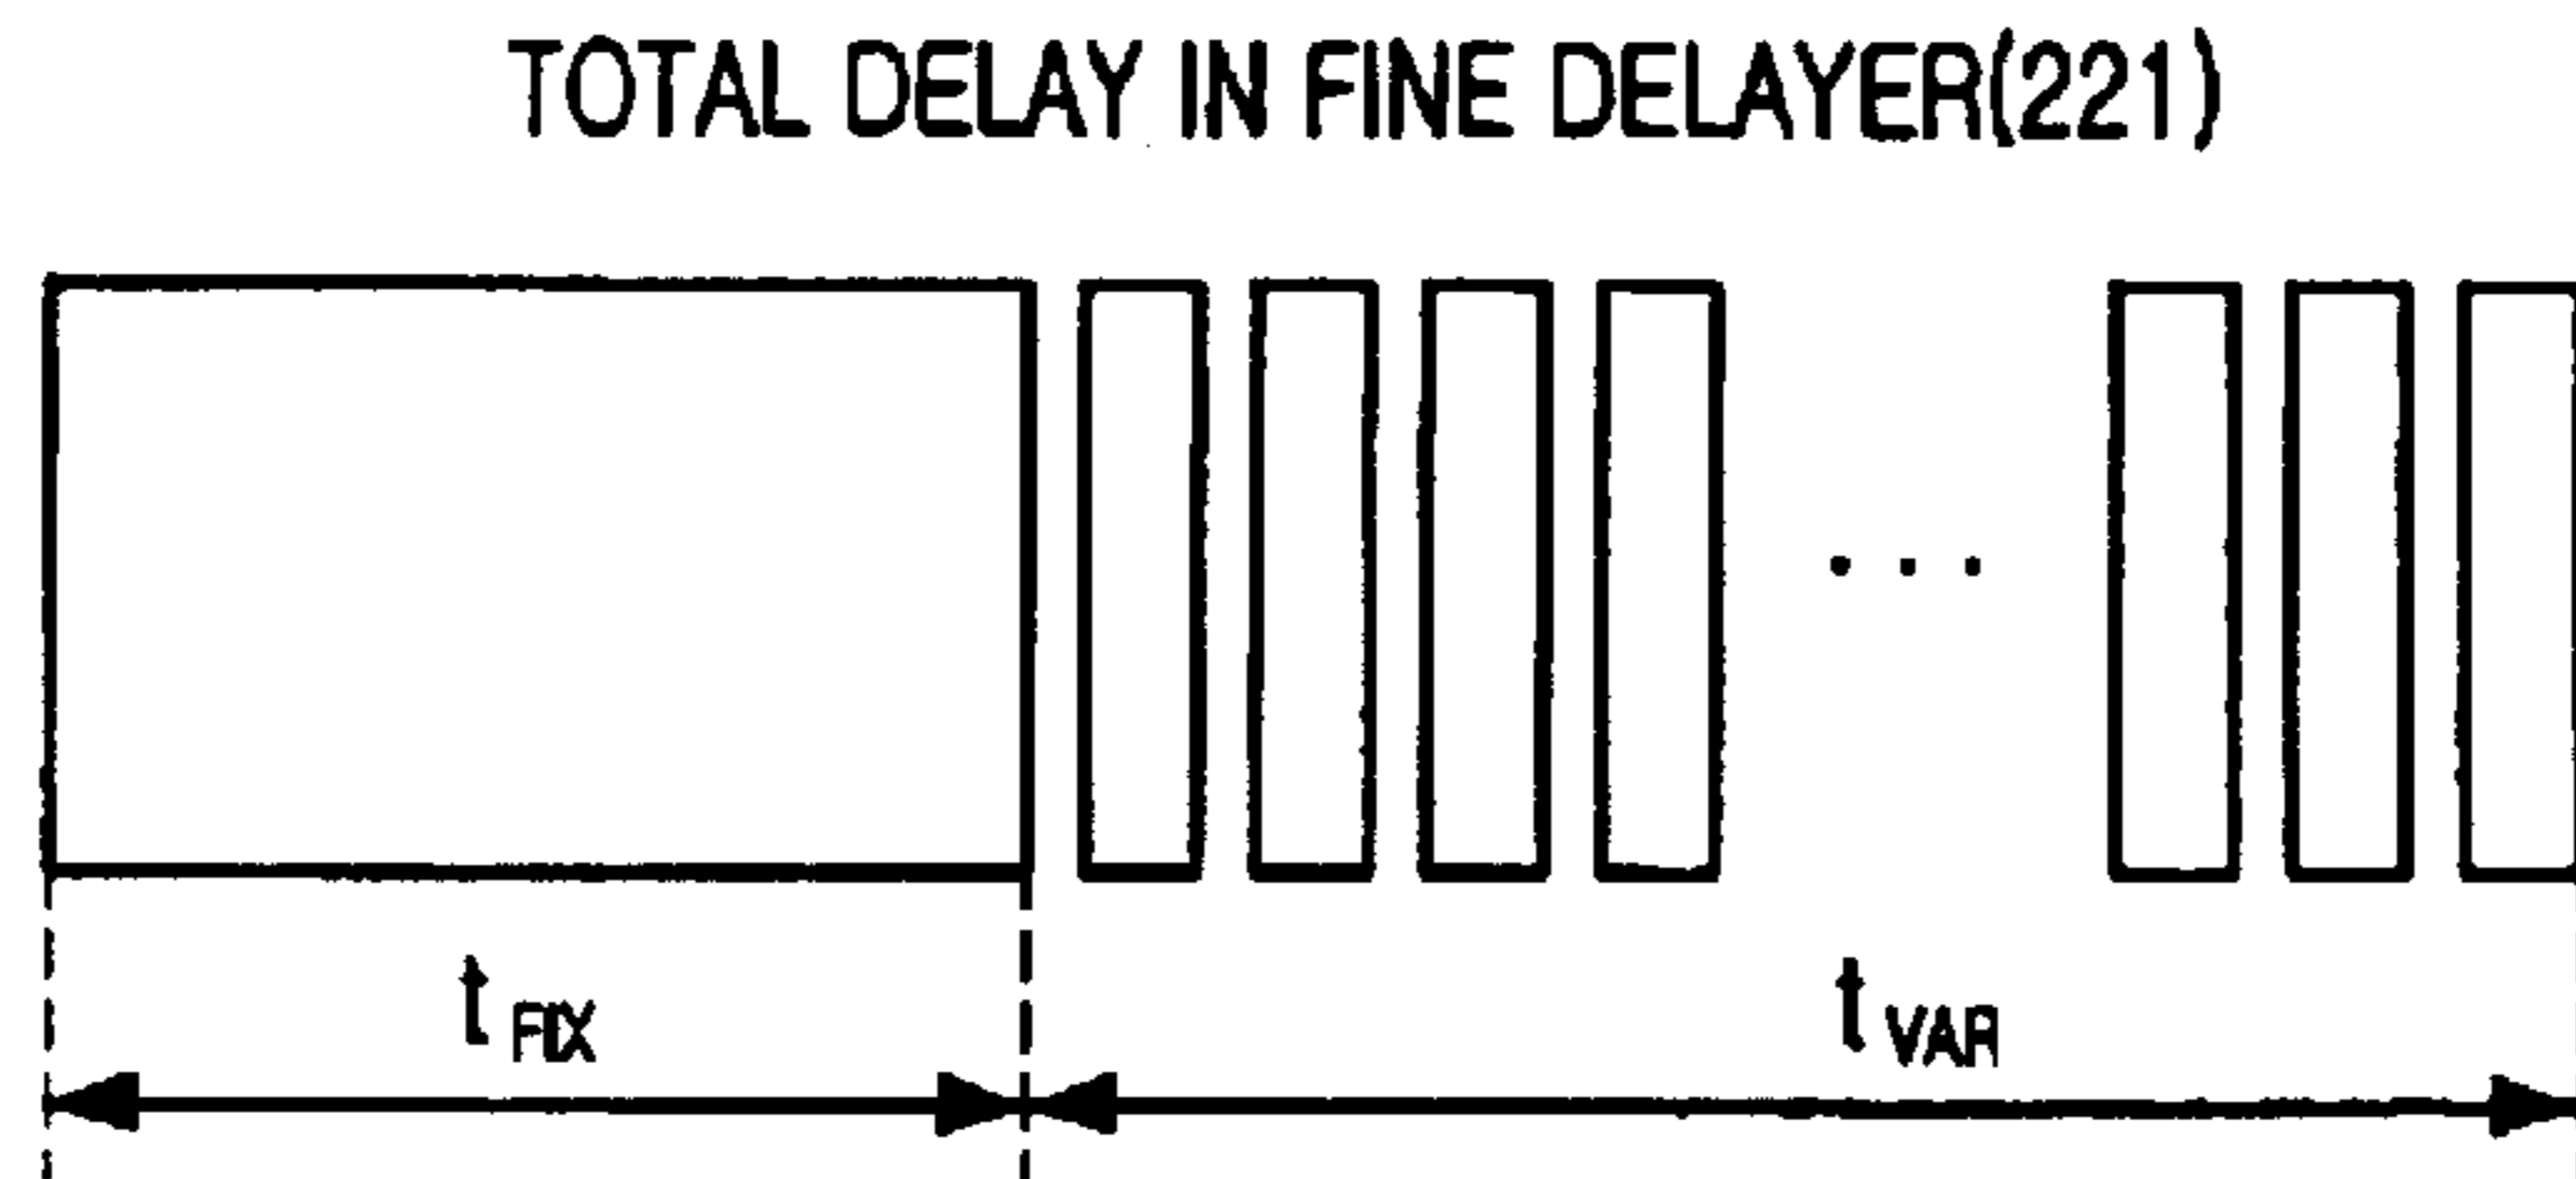 TOTAL DELAY IN FINE DELAYER(221)
. . .
t FIX
t VAR